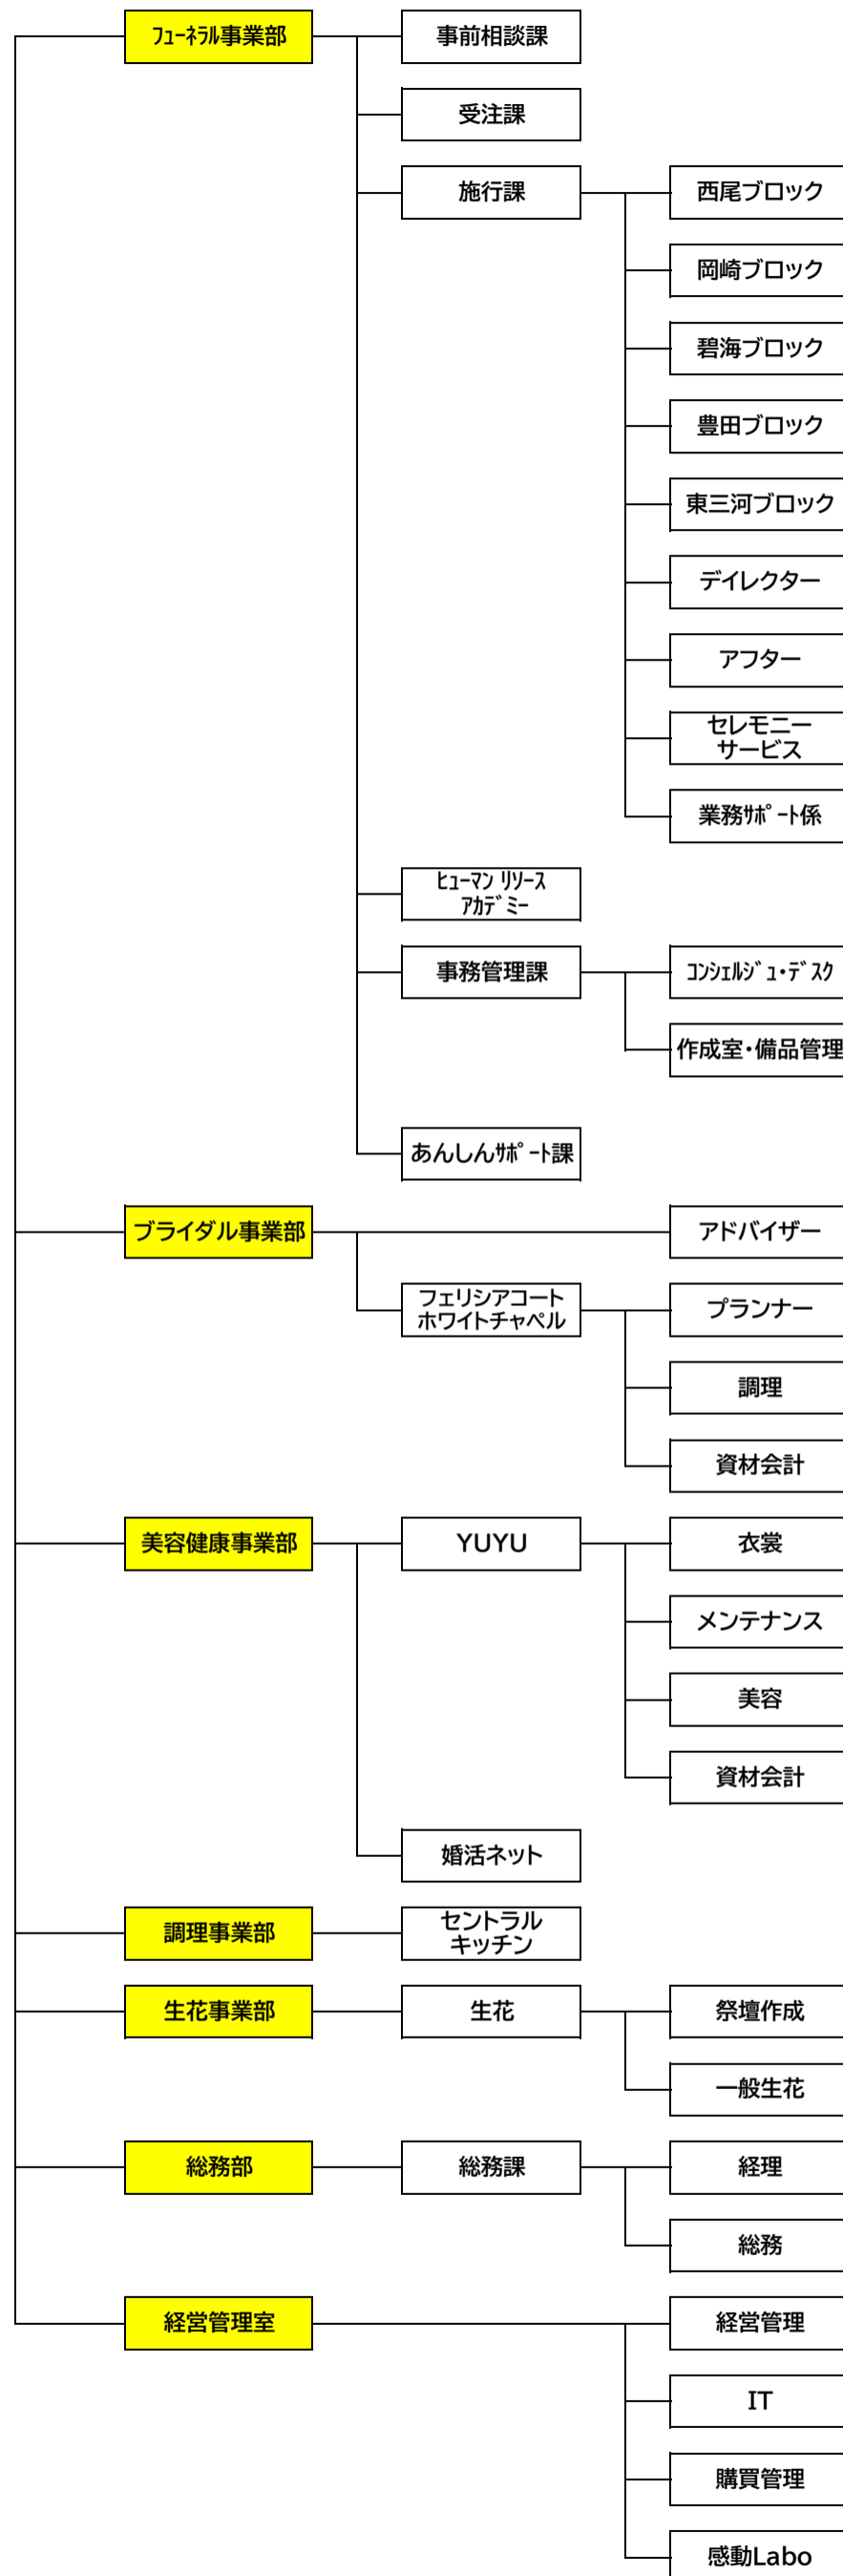 ﾌｭｰﾈﾗﾙ事業部
事前相談課
受注課
施行課
西尾ブロック
岡崎ブロック
碧海ブロック
豊田ブロック
東三河ブロック
デイレクター
アフター
セレモニー
サービス
業務ｻﾎﾟｰﾄ係
ﾋｭｰﾏﾝ ﾘｿｰｽ
ｱｶﾃﾞﾐｰ
事務管理課
ｺﾝｼｪﾙｼﾞｭ・ﾃﾞｽｸ
作成室・備品管理
あんしんｻﾎﾟｰﾄ課
ブライダル事業部
アドバイザー
フェリシアコート
ホワイトチャペル
プランナー
調理
資材会計
美容健康事業部
YUYU
衣裳
メンテナンス
美容
資材会計
婚活ネット
調理事業部
セントラル
キッチン
生花事業部
生花
祭壇作成
一般生花
総務部
総務課
経理
総務
経営管理室
経営管理
IT
購買管理
感動Labo